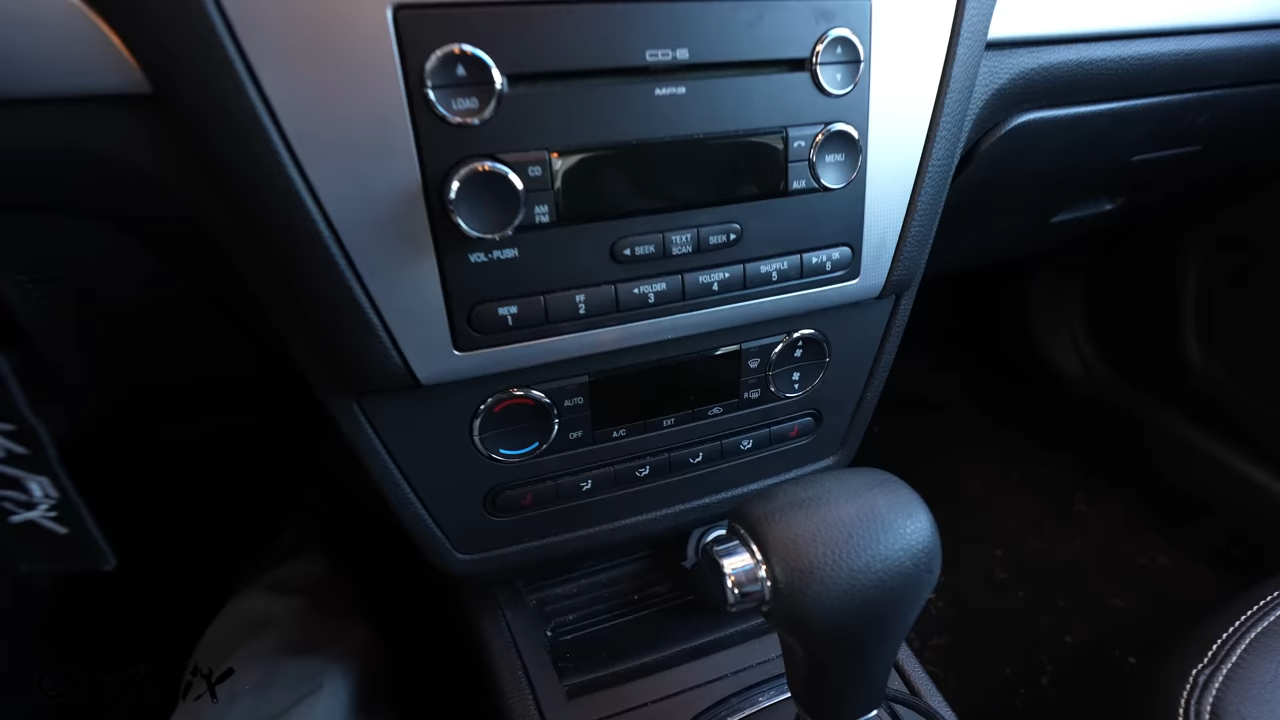 CD-6
LOAD
MP3
MENU
CD
AUX
AM
FM
VOL-PUSH
SEEK
TEXT
SCAN
SEEK
REW
1
FF
2
FOLDER
3
FOLDER
4
SHUFFLE
5
OK
6
AUTO
OFF
A/C
EXT
R